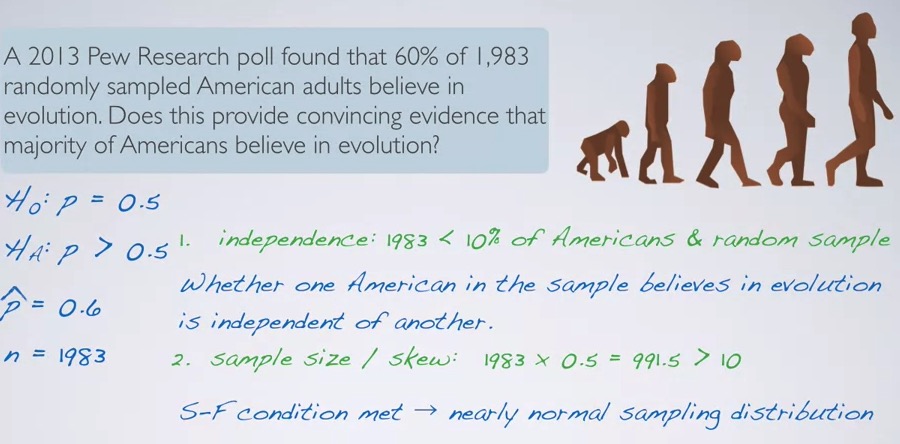 A 2013 Pew Research poll found that 60% of 1,983
randomly sampled American adults believe in
evolution. Does this provide convincing evidence that
majority of Americans believe in evolution?
H₀: p = 0.5
H_A: p > 0.5
p̂ = 0.6
n = 1983
1. independence: 1983 < 10% of Americans & random sample
Whether one American in the sample believes in evolution
is independent of another.
2. sample size / skew: 1983 × 0.5 = 991.5 > 10
S-F condition met → nearly normal sampling distribution